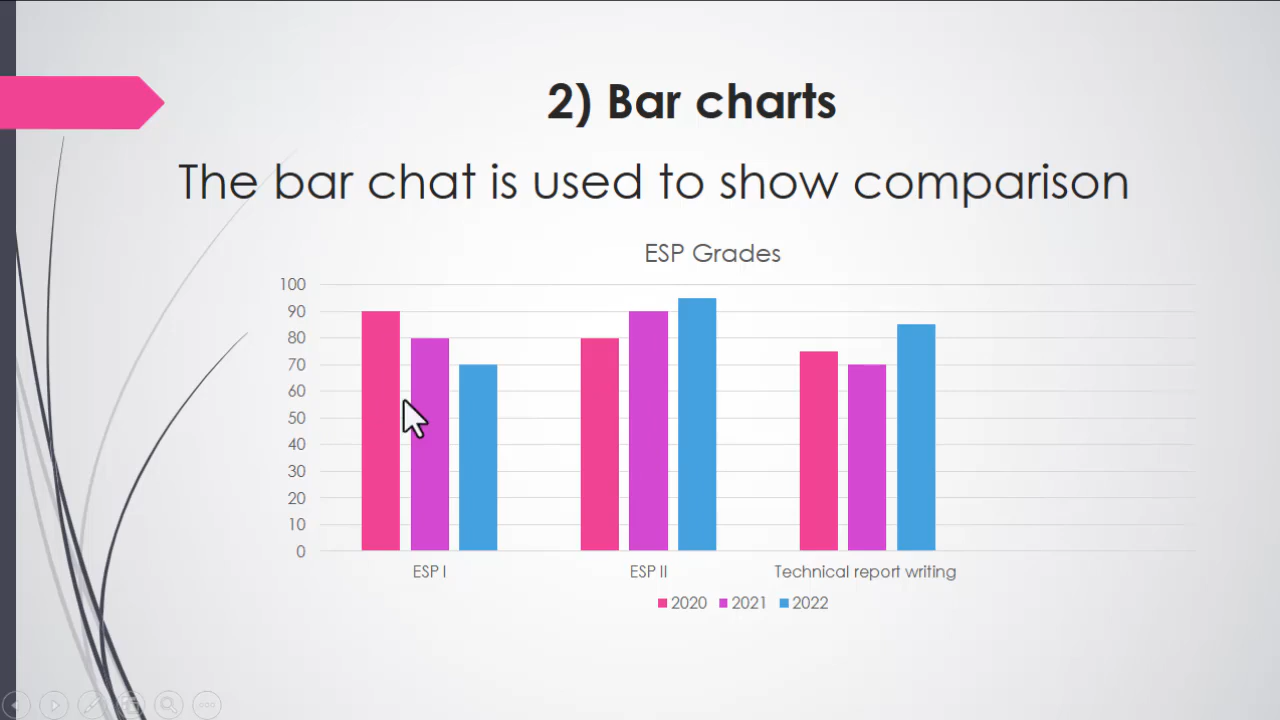 2) Bar charts
The bar chat is used to show comparison
ESP Grades
100
90
80
70
60
50
40
30
20
10
0
ESP I ESP II Technical report writing
2020 2021 2022